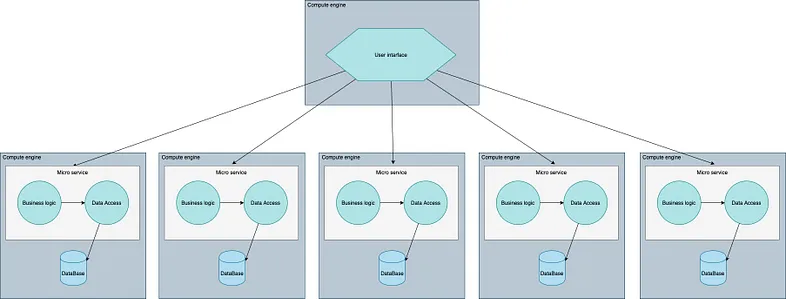 Compute engine
User intarface
Compute engine
Compute engine
Compute engine
Compute engine
Compute engine
Micro service
Micro service
Micro service
Micro service
Micro service
Business logic
Data Access
Business logic
Data Access
Business logic
Data Access
Business logic
Data Access
Business logic
Data Access
DataBase
DataBase
DataBase
DataBase
DataBase